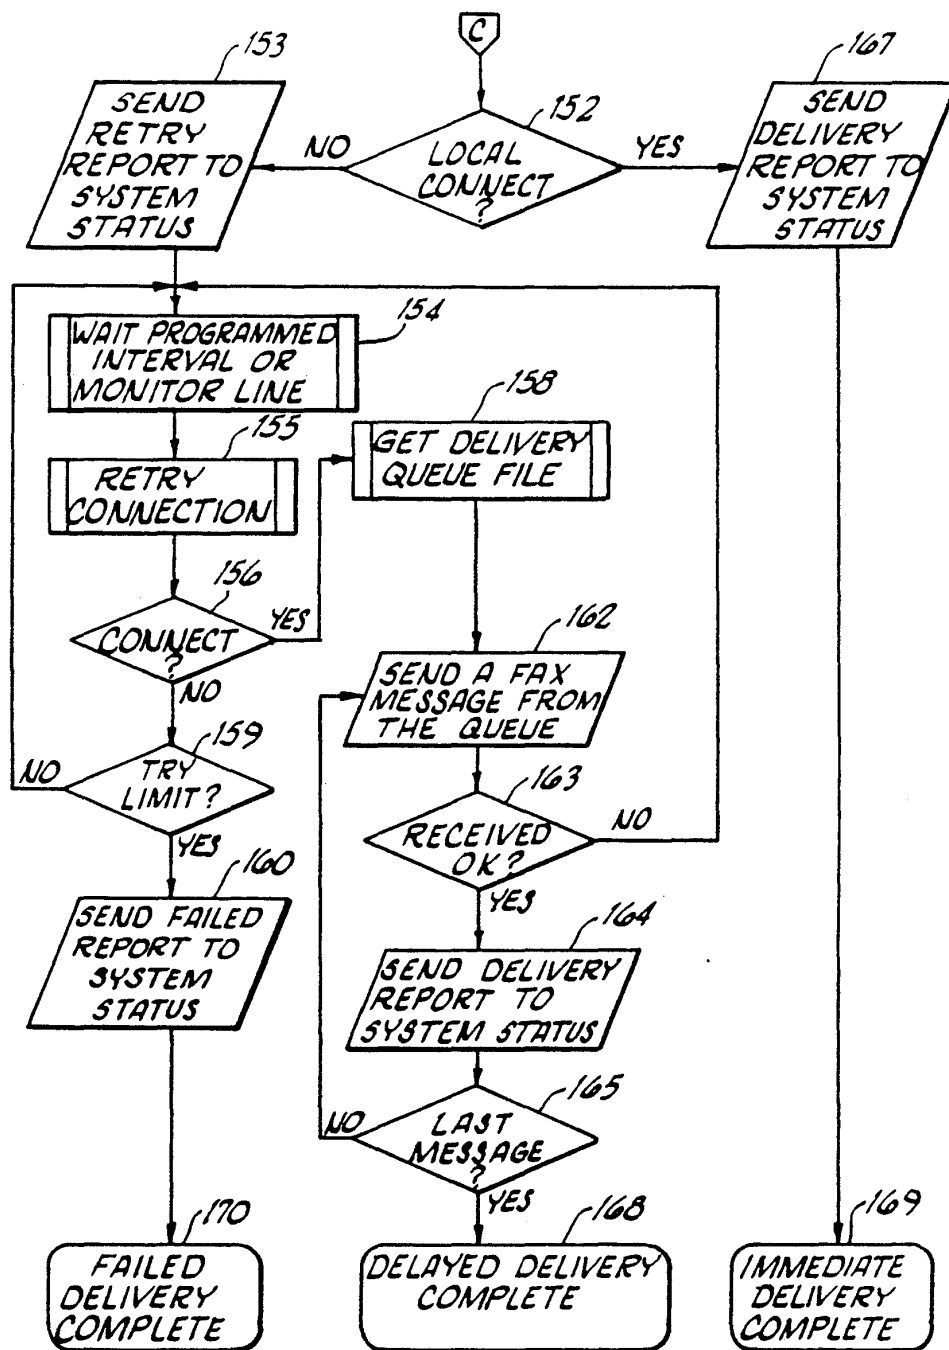 C
153
SEND
RETRY
REPORT TO
SYSTEM
STATUS
NO
152
LOCAL
CONNECT
?
YES
167
SEND
DELIVERY
REPORT TO
SYSTEM
STATUS
154
WAIT PROGRAMMED
INTERVAL OR
MONITOR LINE
155
RETRY
CONNECTION
158
GET DELIVERY
QUEUE FILE
156
CONNECT
?
YES
NO
159
TRY
LIMIT?
NO
YES
162
SEND A FAX
MESSAGE FROM
THE QUEUE
163
RECEIVED
OK?
NO
YES
160
SEND FAILED
REPORT TO
SYSTEM
STATUS
164
SEND DELIVERY
REPORT TO
SYSTEM STATUS
165
LAST
MESSAGE
?
NO
YES
170
FAILED
DELIVERY
COMPLETE
168
DELAYED DELIVERY
COMPLETE
169
IMMEDIATE
DELIVERY
COMPLETE